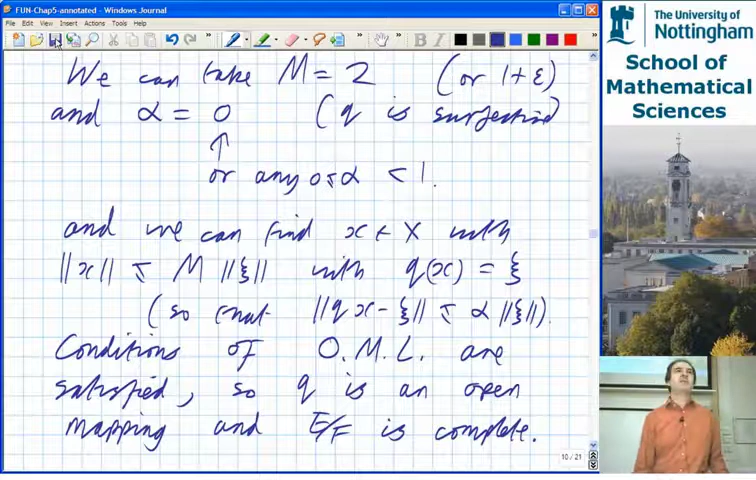 FUN-Chap5-annotated - Windows Journal
File Edit View Insert Actions Tools Help
We can take M = 2 (or 1+ε)
and α = 0 (q is surjective)
↑
or any 0 ≤ α < 1.
and we can find x ∈ X with
||x|| ≤ M ||ξ|| with q(x) = ξ
(so that ||qx - ξ|| ≤ α ||ξ||).
Conditions of O.M.L. are
satisfied, so q is an open
mapping and E/F is complete.
10 / 21
The University of
Nottingham
School of
Mathematical
Sciences